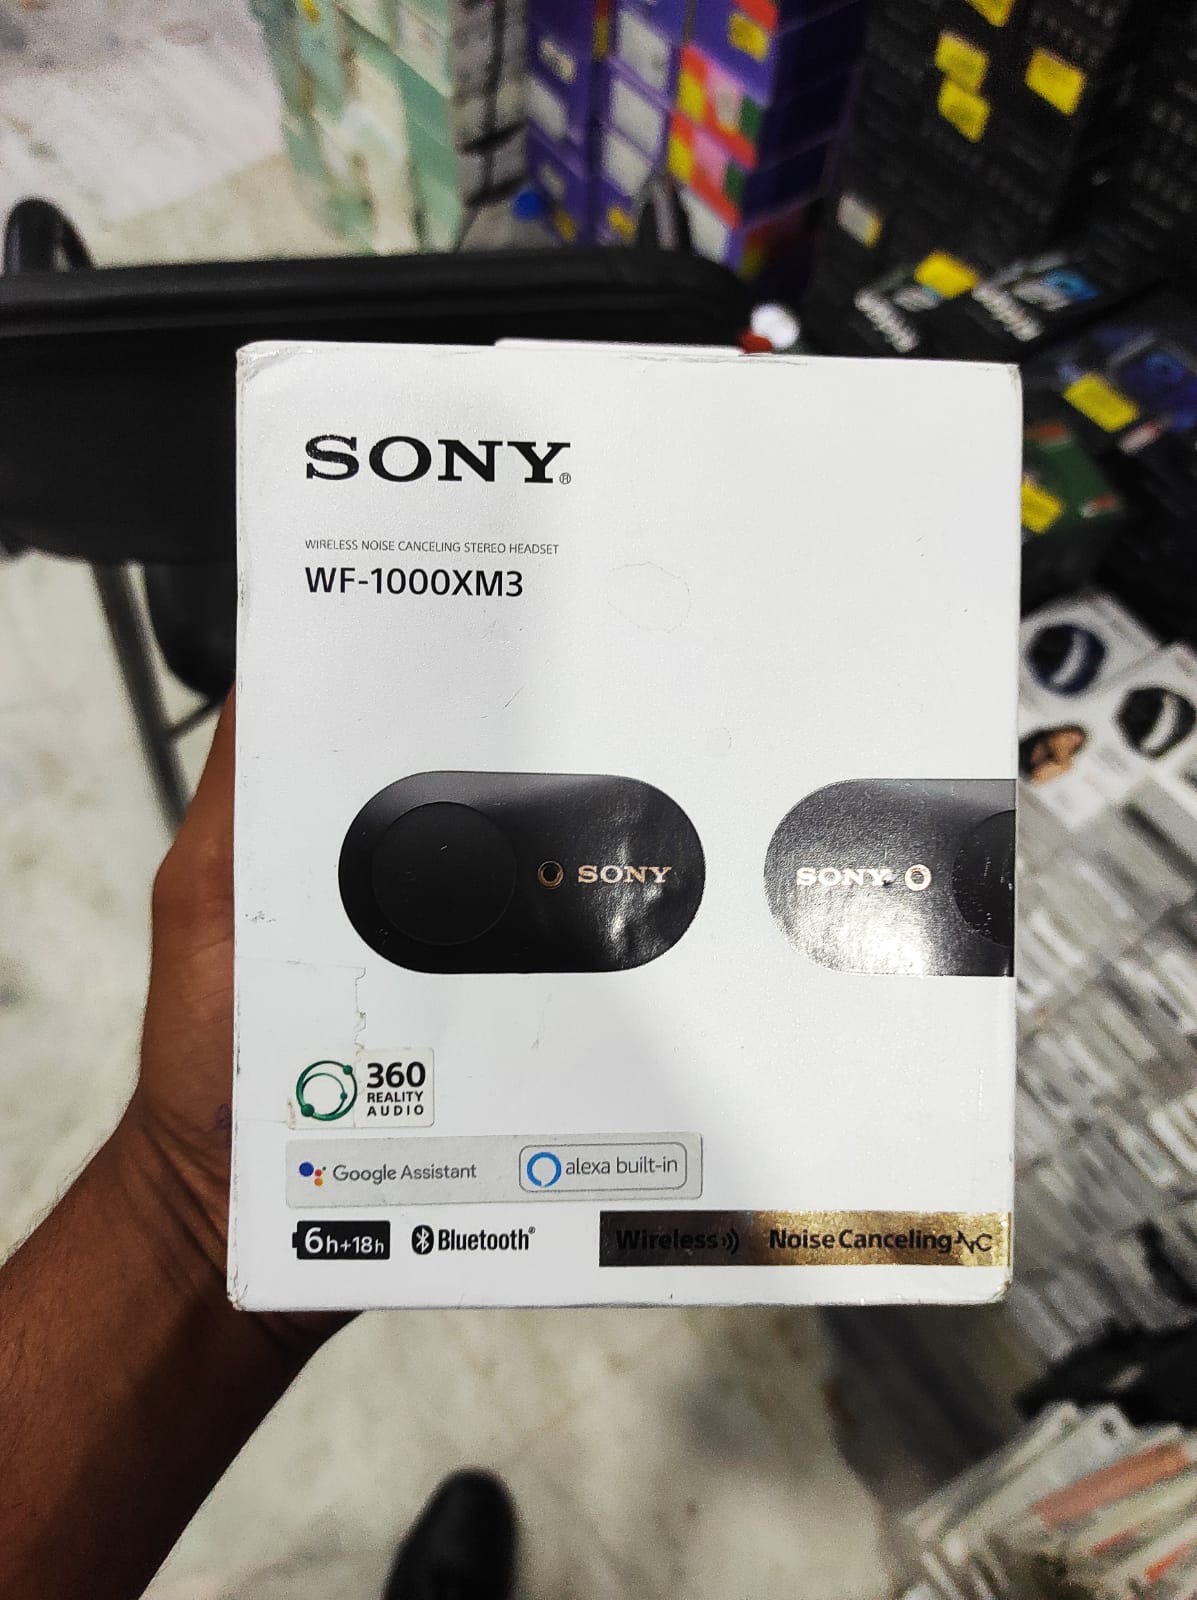 SONY®
WIRELESS NOISE CANCELING STEREO HEADSET
WF-1000XM3
SONY
SONY
360
REALITY
AUDIO
Google Assistant
alexa built-in
6h+18h
Bluetooth®
Wireless
Noise Canceling